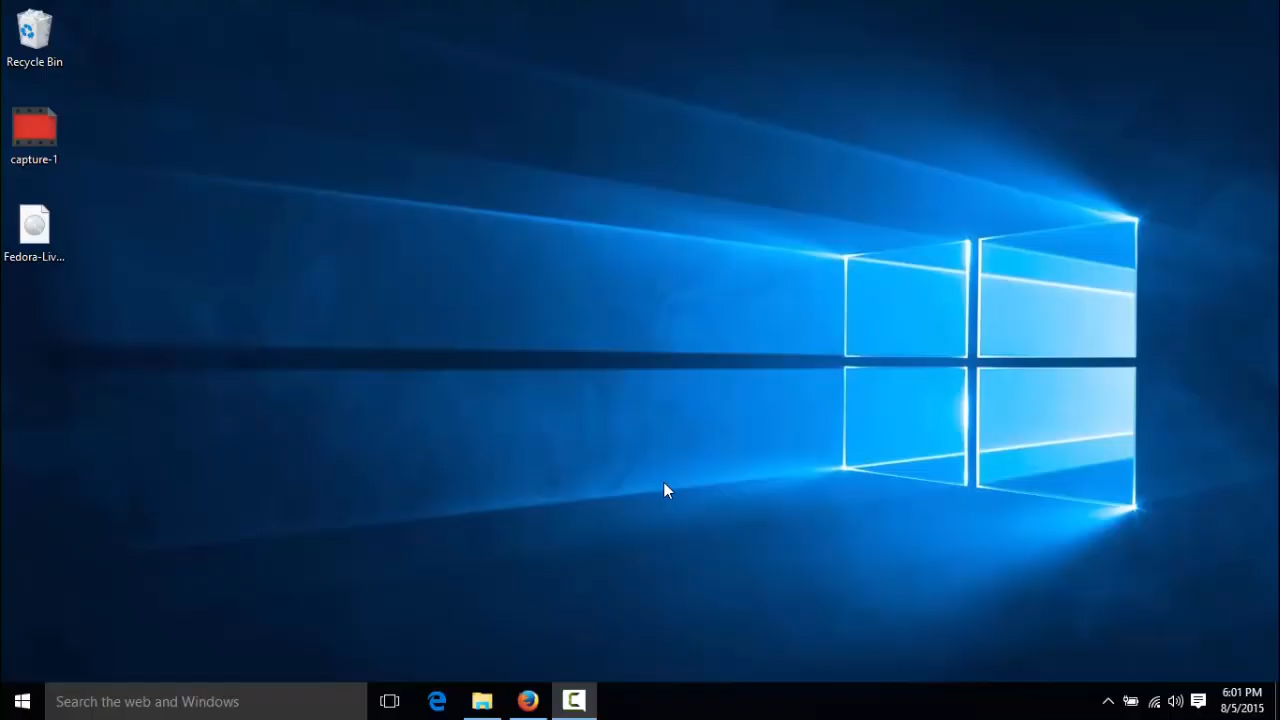 Recycle Bin
capture-1
Fedora-Liv...
Search the web and Windows
6:01 PM
8/5/2015